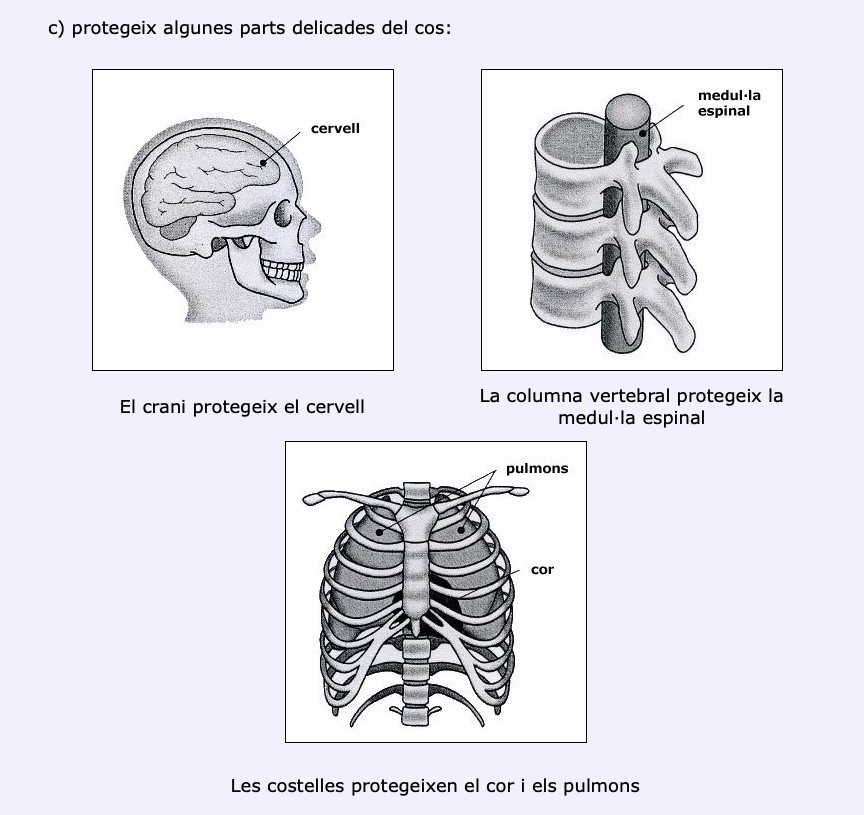 c) protegeix algunes parts delicades del cos:
cervell
medul·la
espinal
El crani protegeix el cervell
La columna vertebral protegeix la
medul·la espinal
pulmons
cor
Les costelles protegeixen el cor i els pulmons